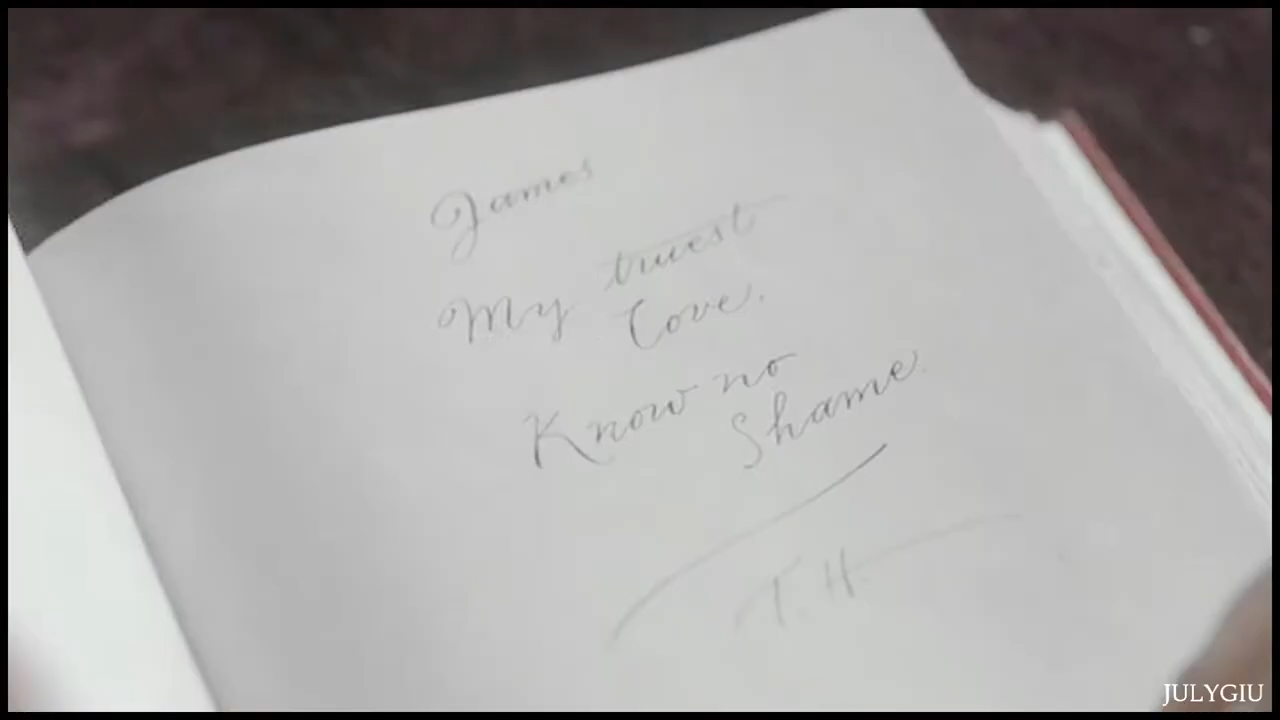 James
My truest
Love.
Know no
Shame.
T.H.
JULYGIU